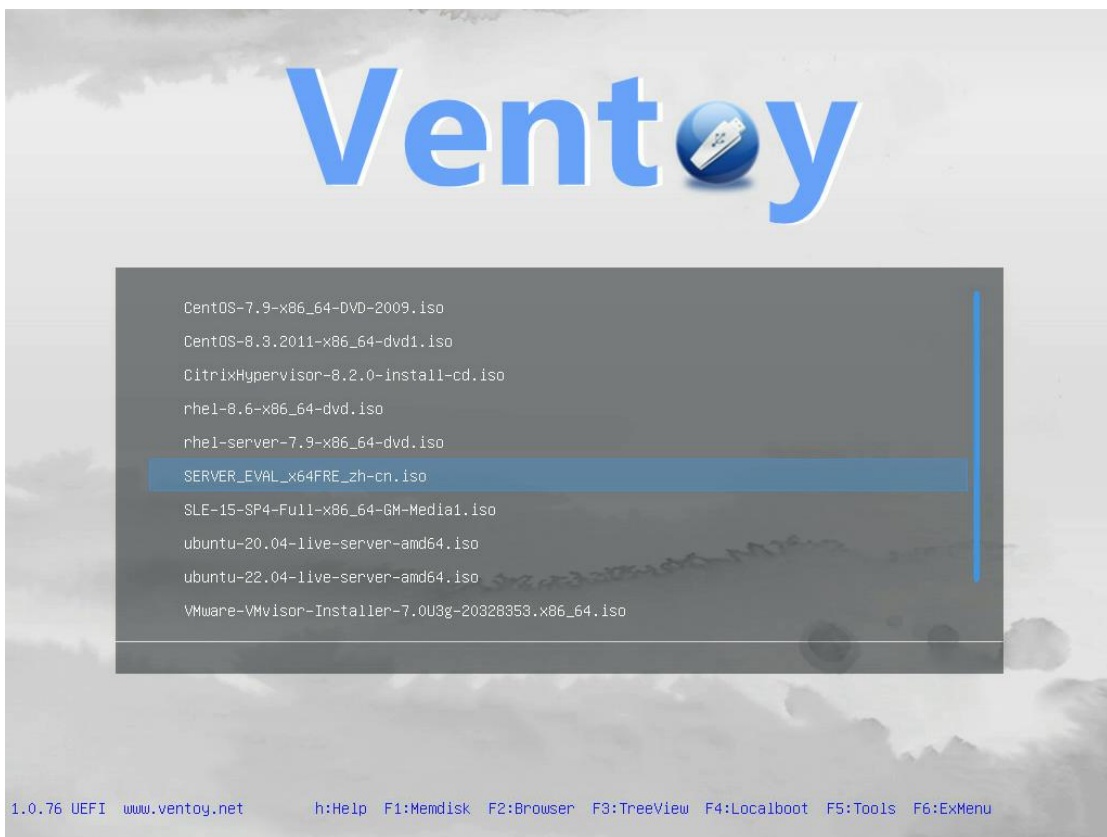 Ventoy
CentOS-7.9-x86_64-DVD-2009.iso
CentOS-8.3.2011-x86_64-dvd1.iso
CitrixHypervisor-8.2.0-install-cd.iso
rhel-8.6-x86_64-dvd.iso
rhel-server-7.9-x86_64-dvd.iso
SERVER_EVAL_x64FRE_zh-cn.iso
SLE-15-SP4-Full-x86_64-GM-Media1.iso
ubuntu-20.04-live-server-amd64.iso
ubuntu-22.04-live-server-amd64.iso
VMware-VMvisor-Installer-7.0U3g-20328353.x86_64.iso
1.0.76 UEFI www.ventoy.net h:Help F1:Memdisk F2:Browser F3:TreeView F4:Localboot F5:Tools F6:ExMenu